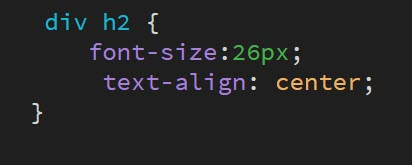 div h2 {
font-size:26px;
text-align: center;
}